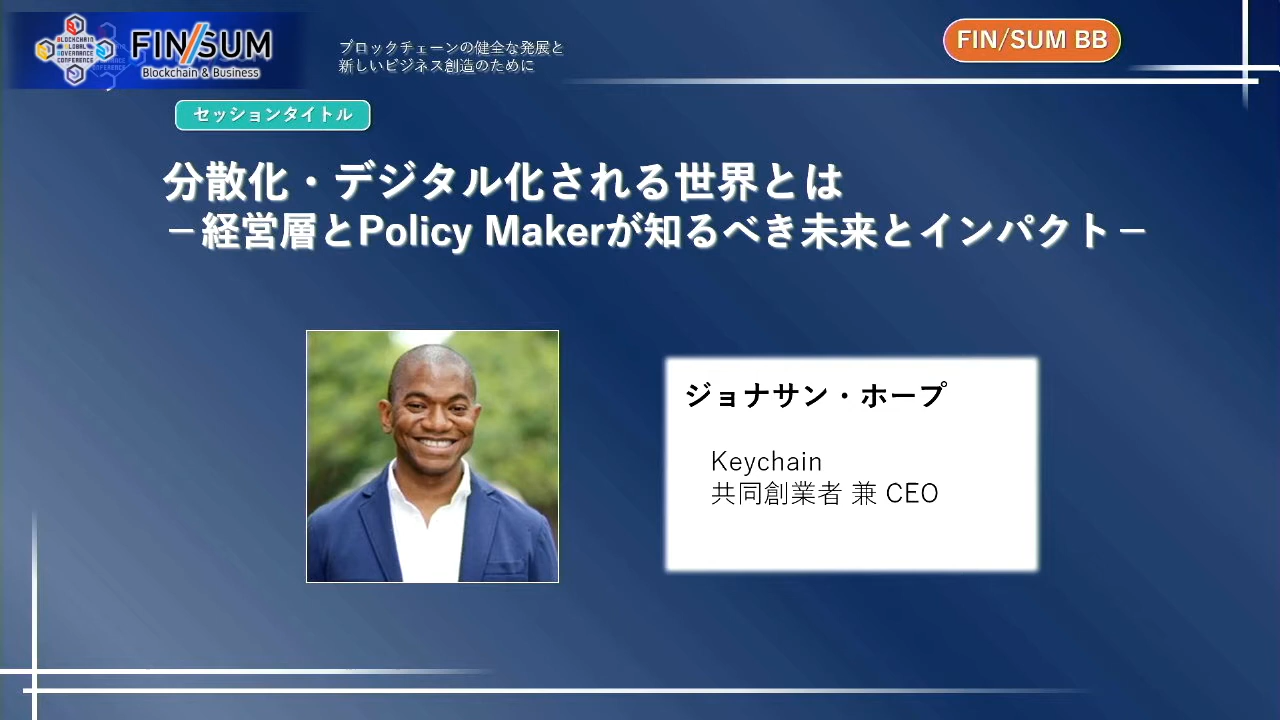 BLOCKCHAIN
GLOBAL
GOVERNANCE
CONFERENCE
FIN/SUM
Blockchain & Business
ブロックチェーンの健全な発展と
新しいビジネス創造のために
FIN/SUM BB
セッションタイトル
分散化・デジタル化される世界とは
－経営層とPolicy Makerが知るべき未来とインパクト－
ジョナサン・ホープ
Keychain
共同創業者 兼 CEO